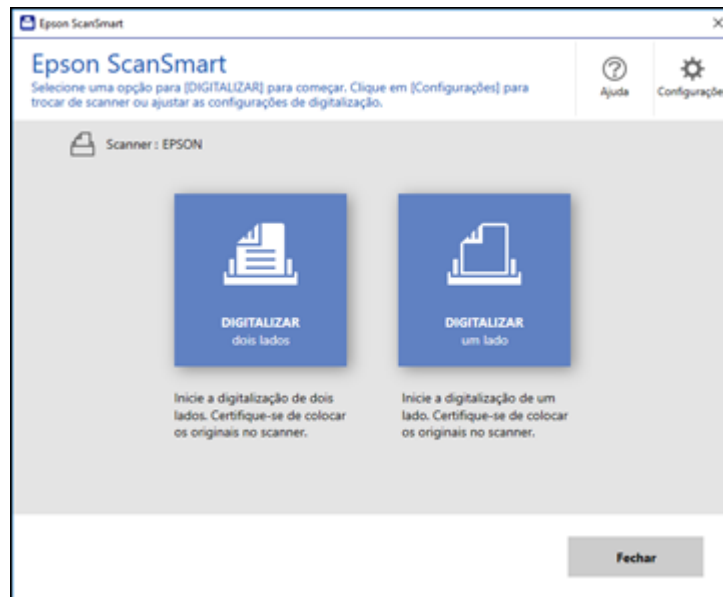 Epson ScanSmart
Epson ScanSmart
Selecione uma opção para [DIGITALIZAR] para começar. Clique em [Configurações] para
trocar de scanner ou ajustar as configurações de digitalização.
Ajuda
Configuraçõe
Scanner : EPSON
DIGITALIZAR
dois lados
DIGITALIZAR
um lado
Inicie a digitalização de dois
lados. Certifique-se de colocar
os originais no scanner.
Inicie a digitalização de um
lado. Certifique-se de colocar
os originais no scanner.
Fechar